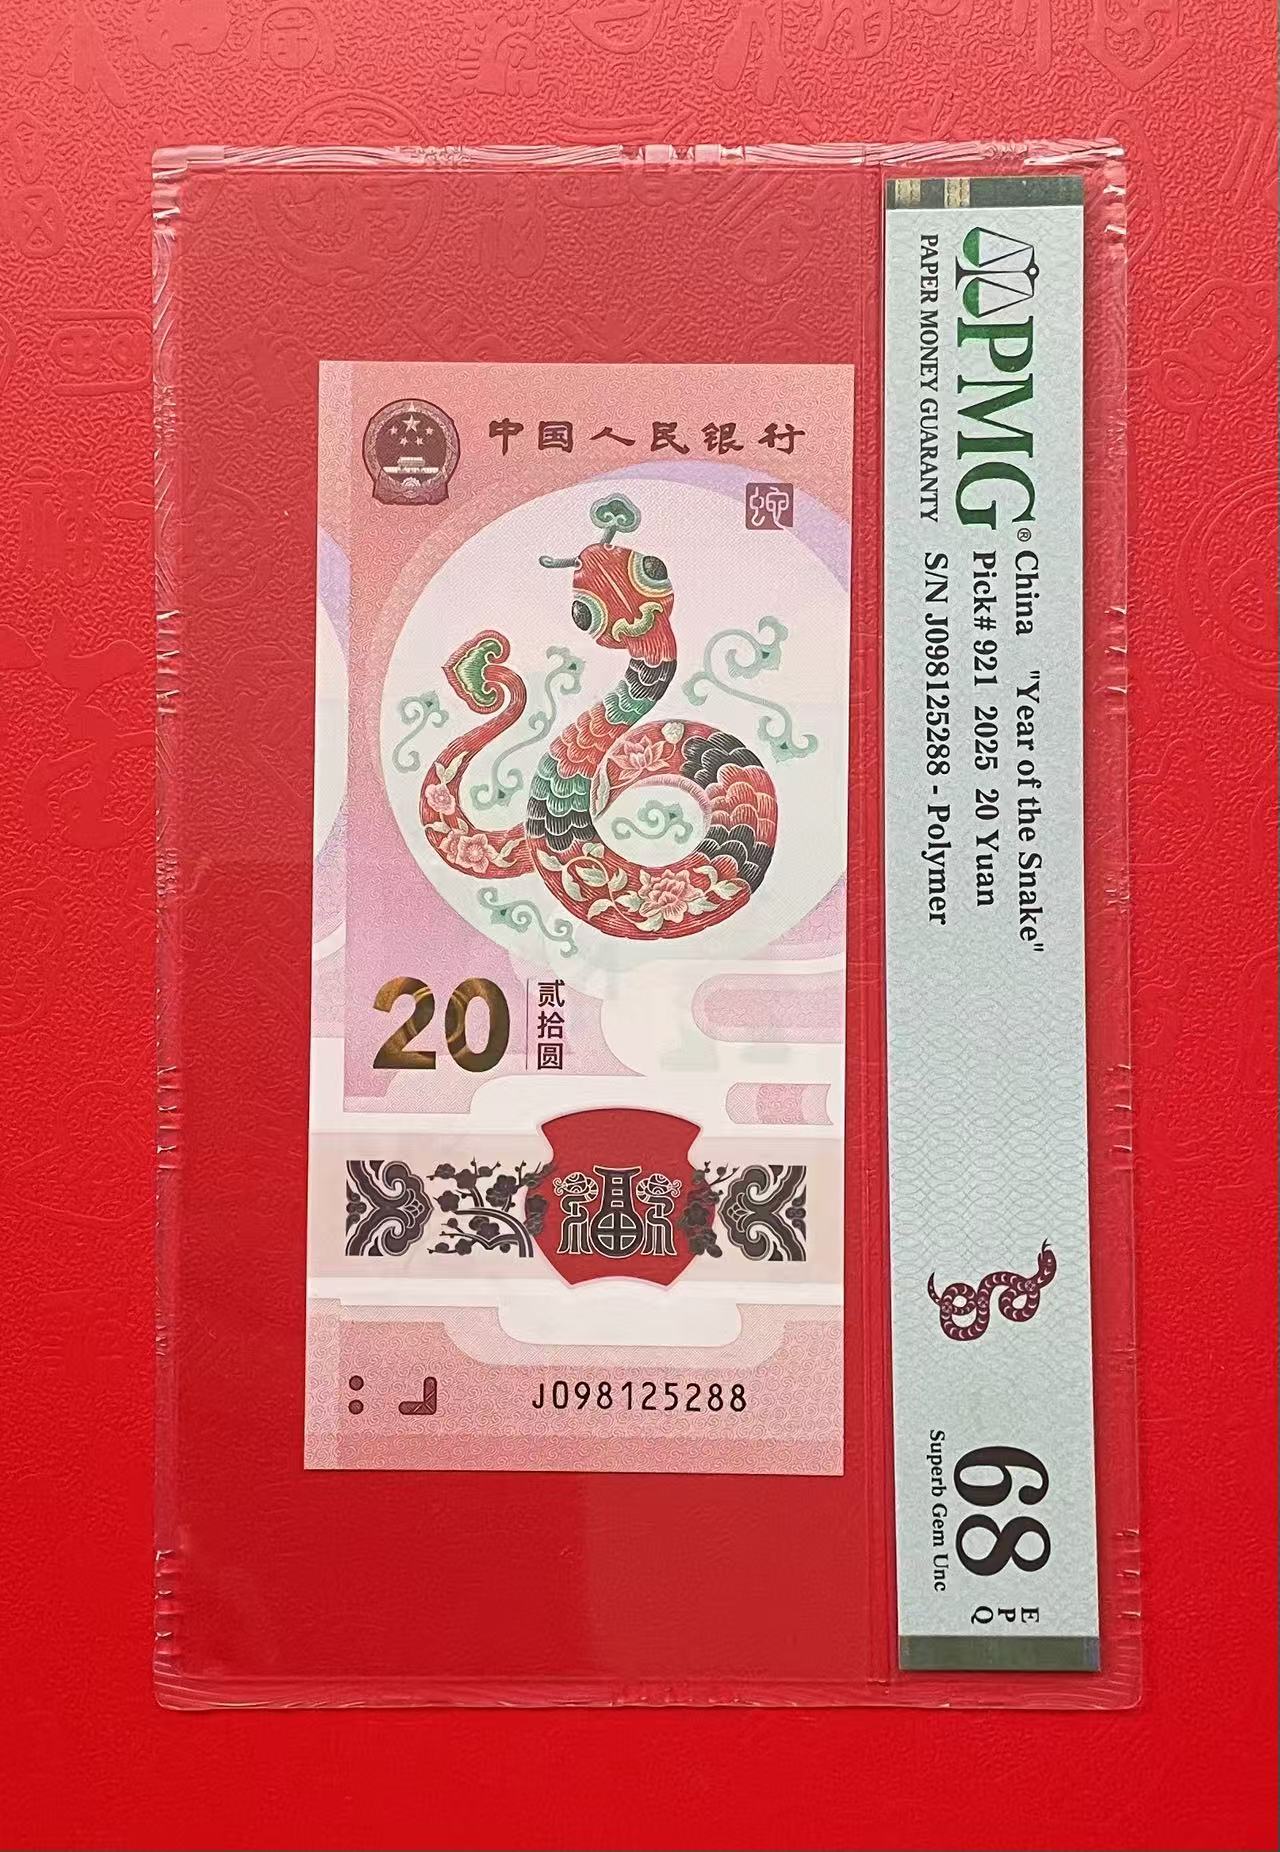 中国人民银行
蛇
20
贰拾圆
福
J098125288
PMG®
PAPER MONEY GUARANTY
China "Year of the Snake"
Pick# 921 2025 20 Yuan
S/N J098125288 - Polymer
68
EPQ
Superb Gem Unc